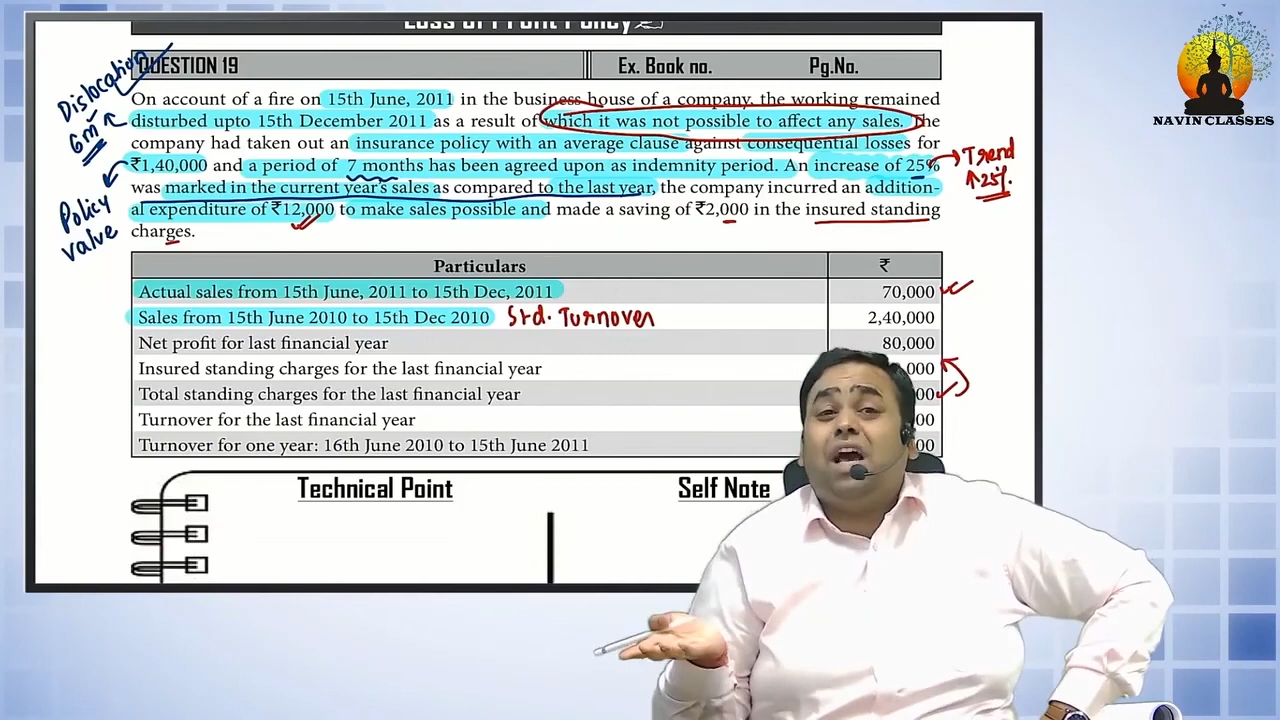 Loss of Profit Policy
QUESTION 19 Ex. Book no. Pg.No.
On account of a fire on 15th June, 2011 in the business house of a company, the working remained
disturbed upto 15th December 2011 as a result of which it was not possible to affect any sales. The
company had taken out an insurance policy with an average clause against consequential losses for
₹1,40,000 and a period of 7 months has been agreed upon as indemnity period. An increase of 25%
was marked in the current year's sales as compared to the last year, the company incurred an addition-
al expenditure of ₹12,000 to make sales possible and made a saving of ₹2,000 in the insured standing
charges.
Dislocation
6m
Policy
valve
Trend
↑25%.
Particulars ₹
Actual sales from 15th June, 2011 to 15th Dec, 2011 70,000
Sales from 15th June 2010 to 15th Dec 2010 Std. Turnover 2,40,000
Net profit for last financial year 80,000
Insured standing charges for the last financial year
Total standing charges for the last financial year
Turnover for the last financial year
Turnover for one year: 16th June 2010 to 15th June 2011
Technical Point Self Note
NAVIN CLASSES